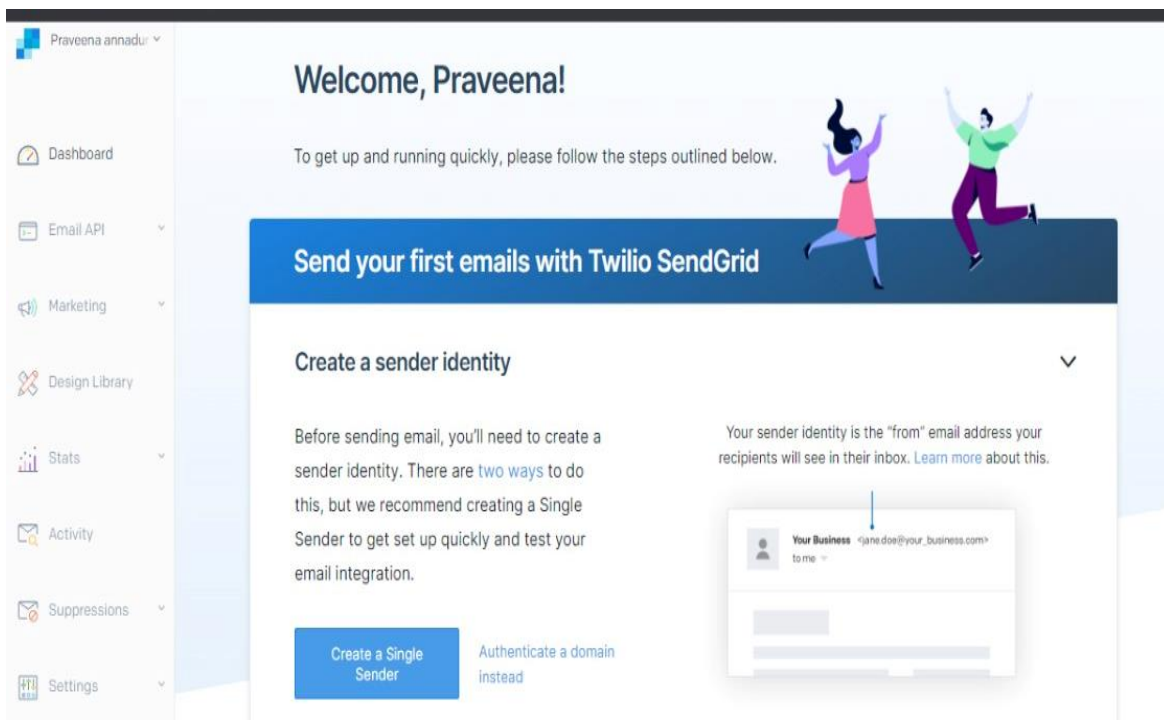 Praveena annadur
Dashboard
Email API
Marketing
Design Library
Stats
Activity
Suppressions
Settings
Welcome, Praveena!
To get up and running quickly, please follow the steps outlined below.
Send your first emails with Twilio SendGrid
Create a sender identity
Before sending email, you'll need to create a
sender identity. There are two ways to do
this, but we recommend creating a Single
Sender to get set up quickly and test your
email integration.
Create a Single
Sender
Authenticate a domain
instead
Your sender identity is the "from" email address your
recipients will see in their inbox. Learn more about this.
Your Business <jane.doe@your_business.com>
to me